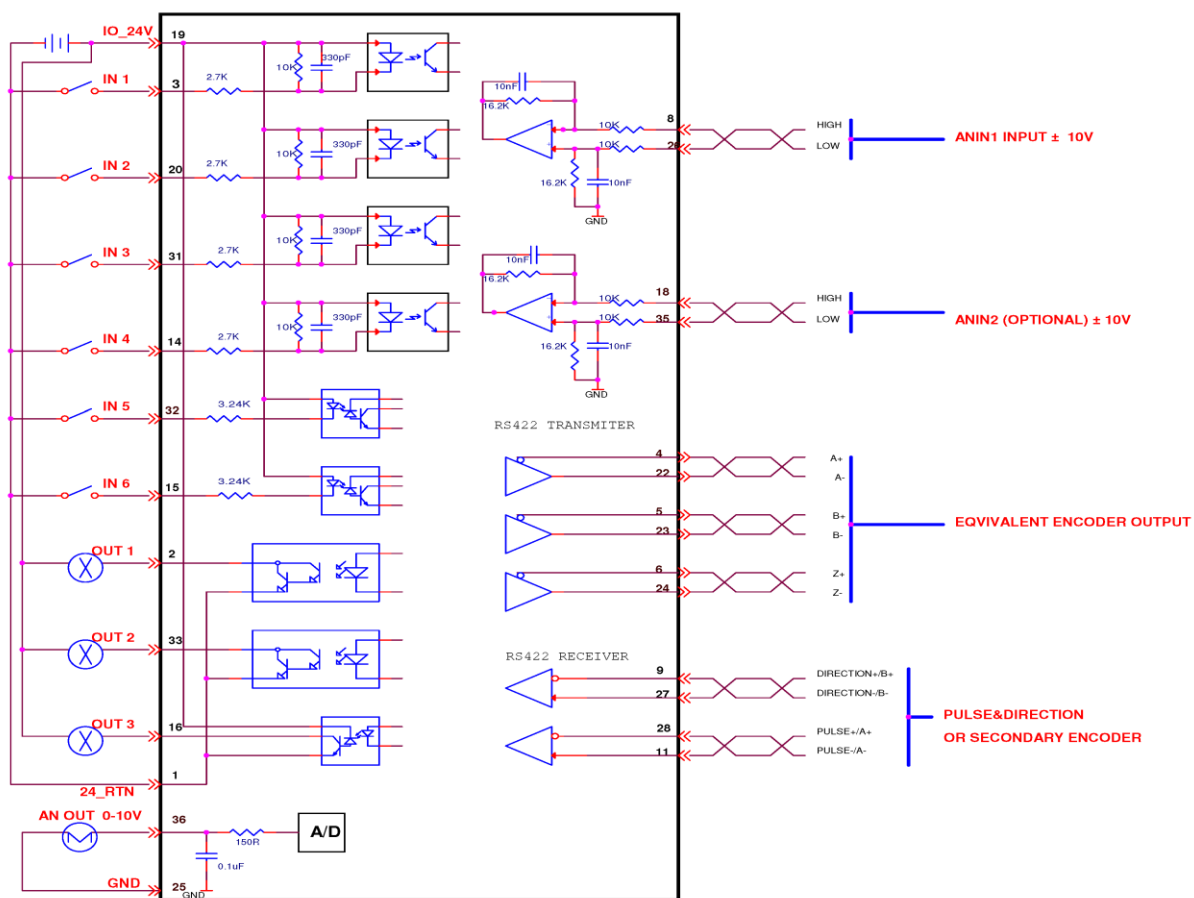 IO_24V
19
10K
330pF
IN 1
3
2.7K
10K
330pF
IN 2
20
2.7K
10K
330pF
IN 3
31
2.7K
10K
330pF
IN 4
14
2.7K
IN 5
32
3.24K
IN 6
15
3.24K
OUT 1
2
OUT 2
33
OUT 3
16
1
24_RTN
AN OUT 0-10V
36
150R
A/D
0.1uF
GND
25
GND
10nF
16.2K
10K
8
HIGH
10K
26
LOW
ANIN1 INPUT ± 10V
16.2K
10nF
GND
10nF
16.2K
10K
18
HIGH
10K
35
LOW
ANIN2 (OPTIONAL) ± 10V
16.2K
10nF
GND
RS422 TRANSMITER
4
A+
22
A-
5
B+
23
B-
EQVIVALENT ENCODER OUTPUT
6
Z+
24
Z-
RS422 RECEIVER
9
DIRECTION+/B+
27
DIRECTION-/B-
28
PULSE+/A+
11
PULSE-/A-
PULSE&DIRECTION
OR SECONDARY ENCODER